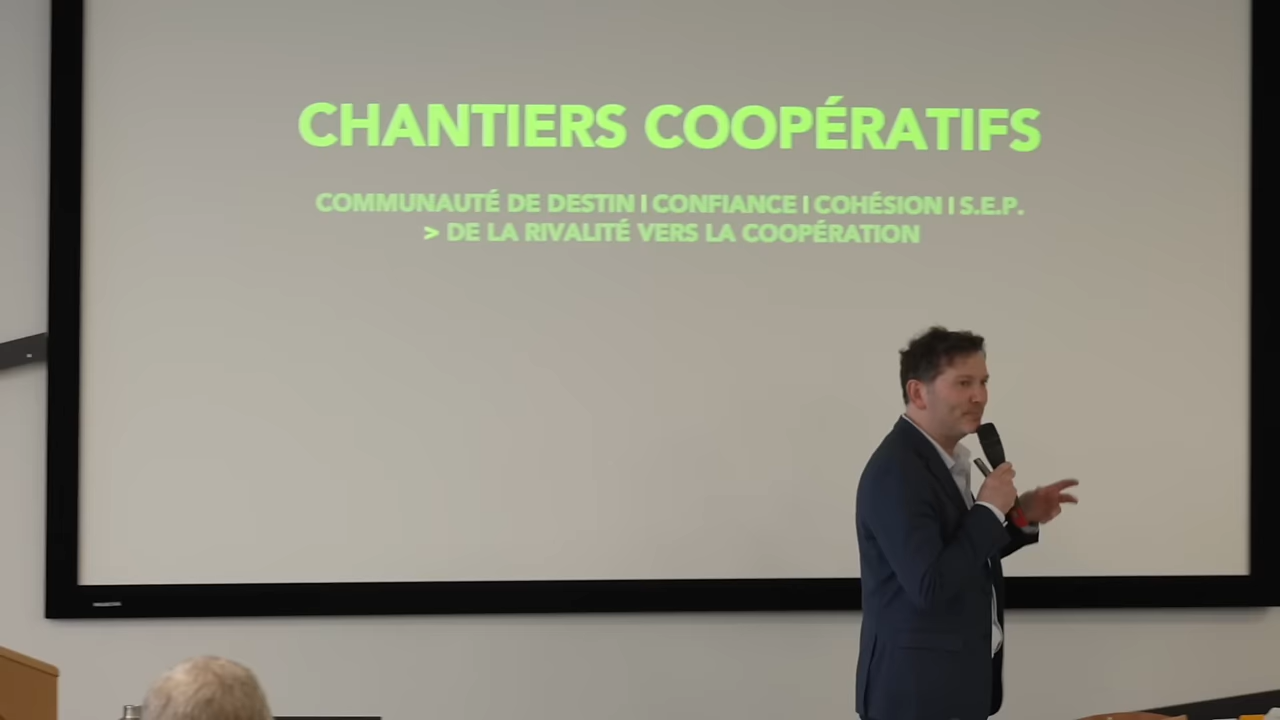 CHANTIERS COOPÉRATIFS
COMMUNAUTÉ DE DESTIN I CONFIANCE I COHÉSION I S.E.P.
> DE LA RIVALITÉ VERS LA COOPÉRATION